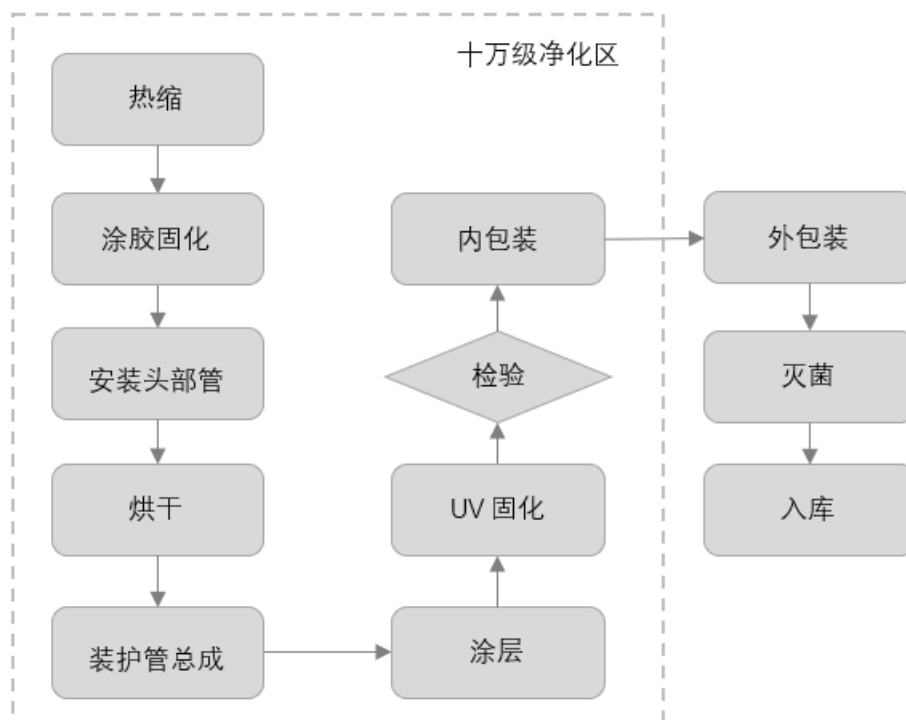 十万级净化区
热缩
涂胶固化
安装头部管
烘干
装护管总成
涂层
UV 固化
检验
内包装
外包装
灭菌
入库